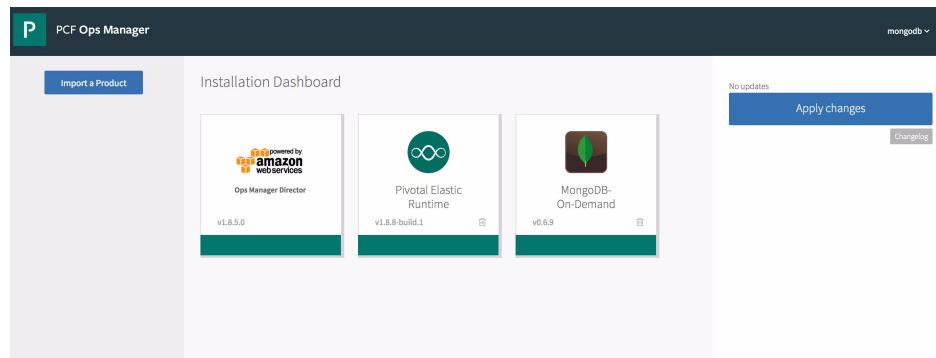 P
PCF Ops Manager
mongodb
Import a Product
Installation Dashboard
No updates
Apply changes
Changelog
powered by
amazon
webservices
Ops Manager Director
v1.8.5.0
Pivotal Elastic
Runtime
v1.8.8-build.1
MongoDB-
On-Demand
v0.6.9